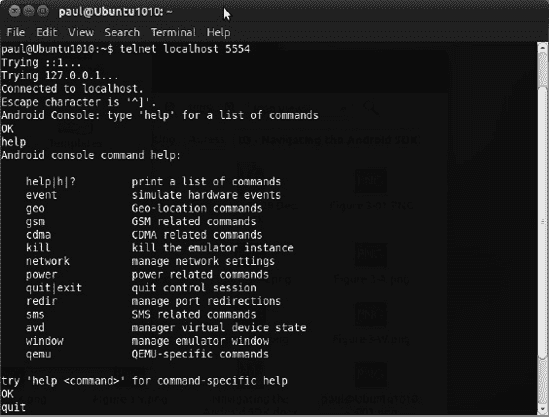 paul@Ubuntu1010: ~
File Edit View Search Terminal Help
paul@Ubuntu1010:~$ telnet localhost 5554
Trying ::1...
Trying 127.0.0.1...
Connected to localhost.
Escape character is '^]'.
Android Console: type 'help' for a list of commands
OK
help
Android console command help:
help|h|? print a list of commands
event simulate hardware events
geo Geo-location commands
gsm GSM related commands
cdma CDMA related commands
kill kill the emulator instance
network manage network settings
power power related commands
quit|exit quit control session
redir manage port redirections
sms SMS related commands
avd manager virtual device state
window manage emulator window
qemu QEMU-specific commands
try 'help <command>' for command-specific help
OK
quit